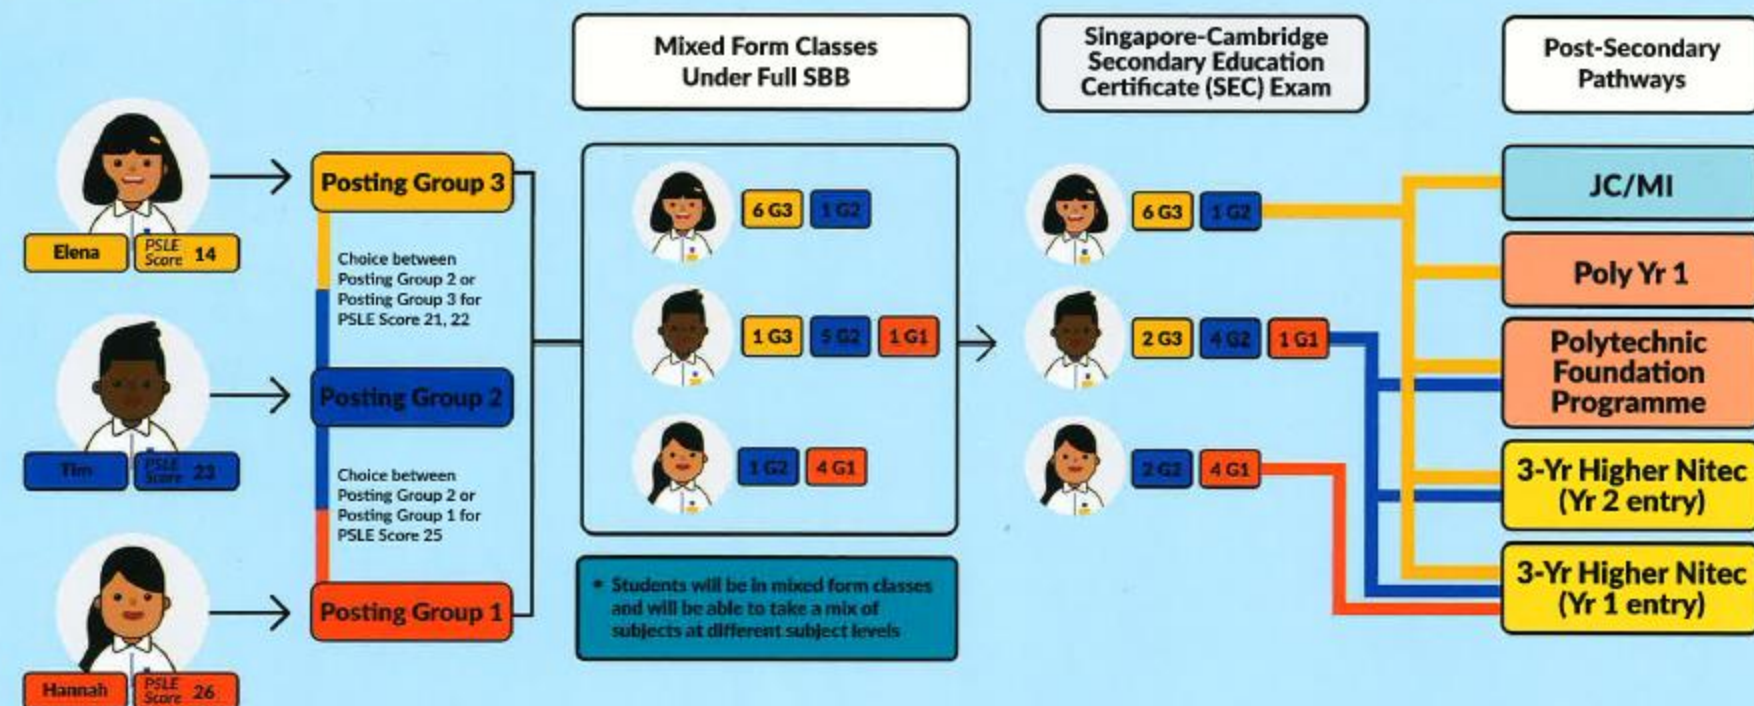 Mixed Form Classes
Under Full SBB
Singapore-Cambridge
Secondary Education
Certificate (SEC) Exam
Post-Secondary
Pathways
Elena
PSLE
Score 14
Tim
PSLE
Score 23
Hannah
PSLE
Score 26
Posting Group 3
Choice between
Posting Group 2 or
Posting Group 3 for
PSLE Score 21, 22
Posting Group 2
Choice between
Posting Group 2 or
Posting Group 1 for
PSLE Score 25
Posting Group 1
6 G3 1 G2
1 G3 5 G2 1 G1
1 G2 4 G1
* Students will be in mixed form classes
and will be able to take a mix of
subjects at different subject levels
6 G3 1 G2
2 G3 4 G2 1 G1
2 G2 4 G1
JC/MI
Poly Yr 1
Polytechnic
Foundation
Programme
3-Yr Higher Nitec
(Yr 2 entry)
3-Yr Higher Nitec
(Yr 1 entry)